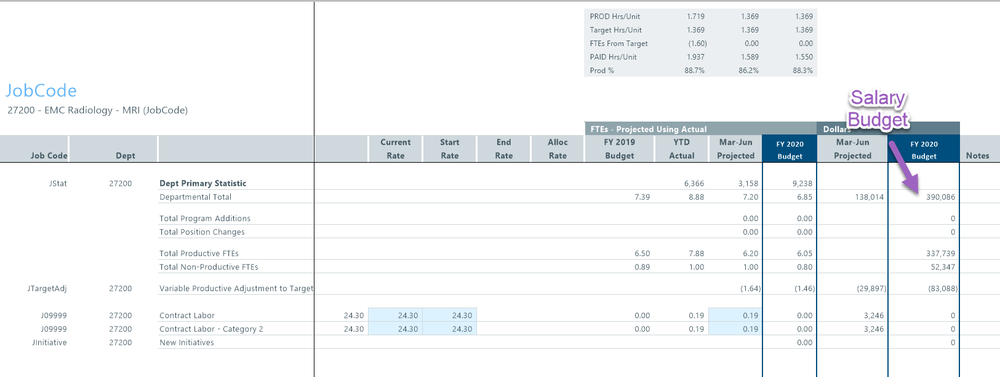 PROD Hrs/Unit 1.719 1.369 1.369
Target Hrs/Unit 1.369 1.369 1.369
FTEs From Target (1.60) 0.00 0.00
PAID Hrs/Unit 1.937 1.589 1.550
Prod % 88.7% 86.2% 88.3%
JobCode
27200 - EMC Radiology - MRI (JobCode)
Salary
Budget
FTEs - Projected Using Actual Dollars
Current Start End Alloc FY 2019 YTD Mar-Jun FY 2020 Mar-Jun FY 2020
Job Code Dept Rate Rate Rate Rate Budget Actual Projected Budget Projected Budget Notes
JStat 27200 Dept Primary Statistic 6,366 3,158 9,238
Departmental Total 7.39 8.88 7.20 6.85 138,014 390,086
Total Program Additions 0.00 0.00 0
Total Position Changes 0.00 0.00 0
Total Productive FTEs 6.50 7.88 6.20 6.05 337,739
Total Non-Productive FTEs 0.89 1.00 1.00 0.80 52,347
JTargetAdj 27200 Variable Productive Adjustment to Target (1.64) (1.46) (29,897) (83,088)
J09999 27200 Contract Labor 24.30 24.30 24.30 0.00 0.19 0.19 0.00 3,246 0
J09999 27200 Contract Labor - Category 2 24.30 24.30 24.30 0.00 0.19 0.19 0.00 3,246 0
JInitiative 27200 New Initiatives 0.00 0